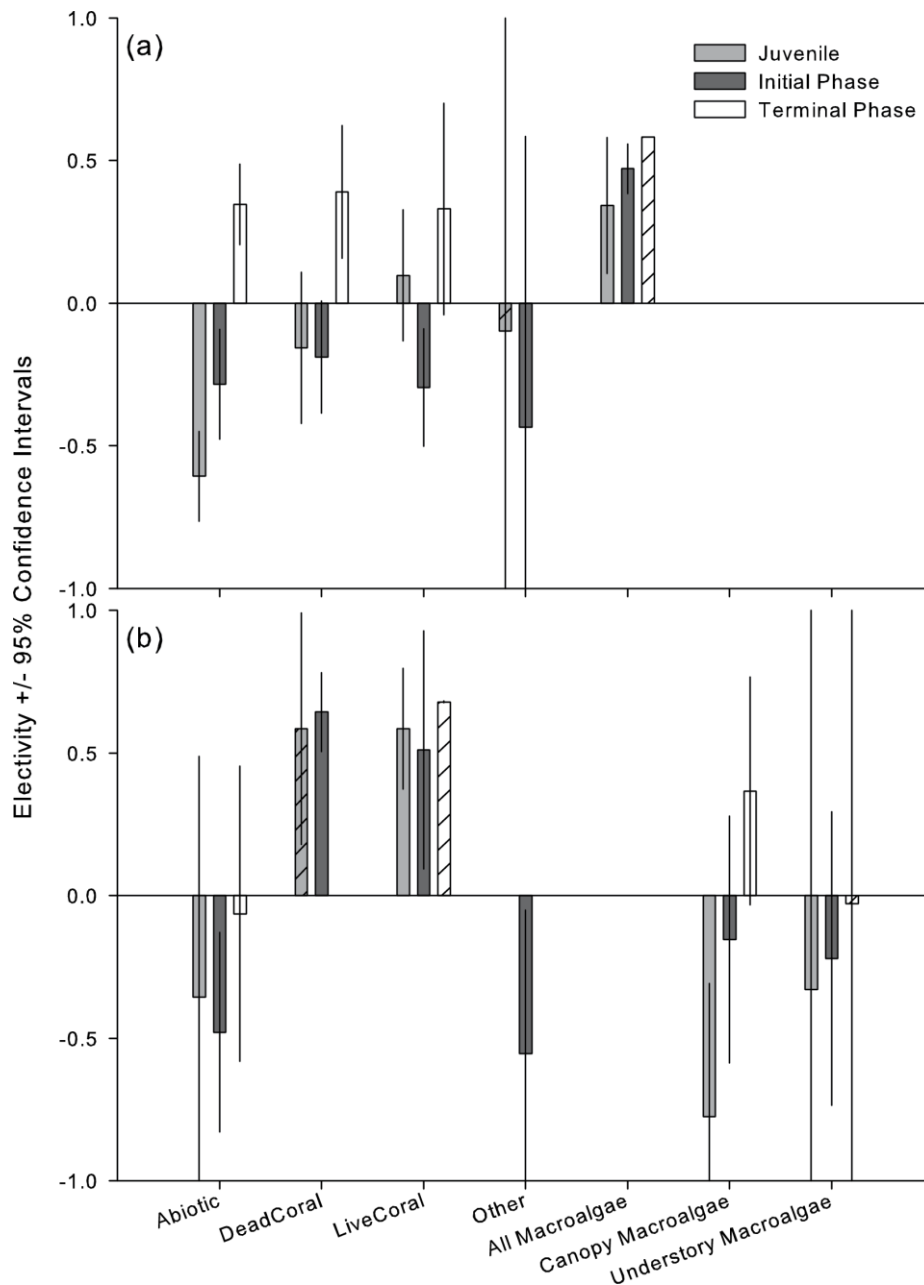 1.0
(a)
Juvenile
Initial Phase
Terminal Phase
0.5
0.0
-0.5
-1.0
Electivity +/- 95% Confidence Intervals
1.0
(b)
0.5
0.0
-0.5
-1.0
Abiotic
DeadCoral
LiveCoral
Other
All Macroalgae
Canopy Macroalgae
Understory Macroalgae